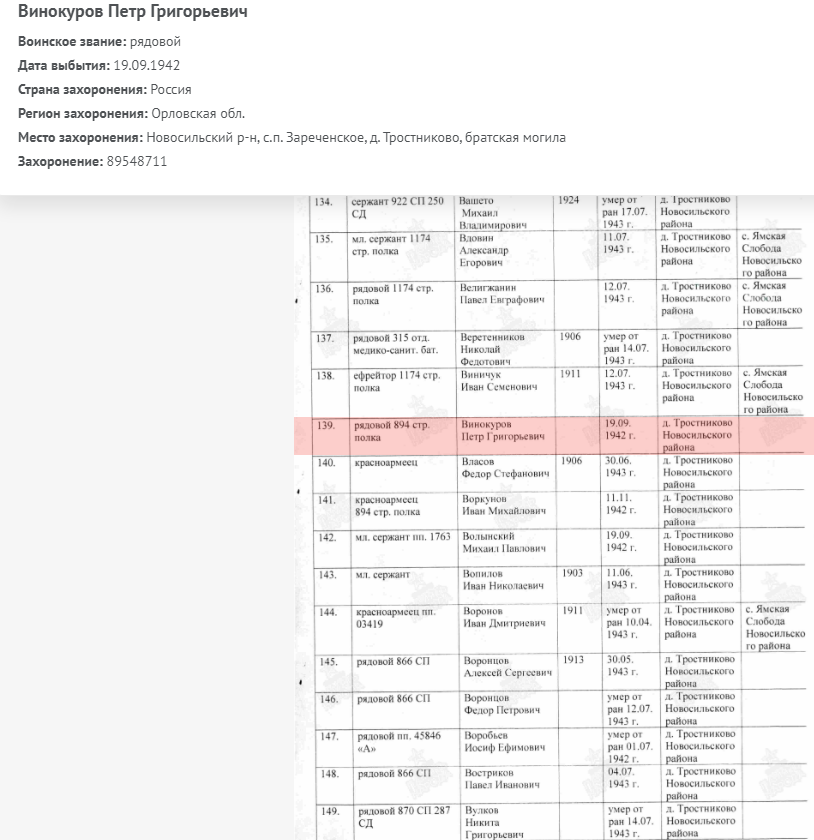 Винокуров Петр Григорьевич
Воинское звание: рядовой
Дата выбытия: 19.09.1942
Страна захоронения: Россия
Регион захоронения: Орловская обл.
Место захоронения: Новосильский р-н, с.п. Зареченское, д. Тростниково, братская могила
Захоронение: 89548711
134. сержант 922 СП 250 Вашето 1924 умер от д. Тростниково
СД Михаил ран 17.07. Новосильского
Владимирович 1943 г. района
135. мл. сержант 1174 Вдовин 11.07. д. Тростниково с. Ямская
стр. полка Александр 1943 г. Новосильского Слобода
Егорович района Новосильско
го района
136. рядовой 1174 стр. Велигжанин 12.07. д. Тростниково с. Ямская
полка Павел Евграфович 1943 г. Новосильского Слобода
района Новосильско
го района
137. рядовой 315 отд. Веретенников 1906 умер от д. Тростниково
медико-санит. бат. Николай ран 14.07. Новосильского
Федотович 1943 г. района
138. ефрейтор 1174 стр. Виничук 1911 12.07. д. Тростниково с. Ямская
полка Иван Семенович 1943 г. Новосильского Слобода
района Новосильско
го района
139. рядовой 894 стр. Винокуров 19.09. д. Тростниково
полка Петр Григорьевич 1942 г. Новосильского
района
140. красноармеец Власов 1906 30.06. д. Тростниково
Федор Стефанович 1943 г. Новосильского
района
141. красноармеец Воркунов 11.11. д. Тростниково
894 стр. полка Иван Михайлович 1942 г. Новосильского
района
142. мл. сержант пп. 1763 Волынский 19.09. д. Тростниково
Михаил Павлович 1942 г. Новосильского
района
143. мл. сержант Вопилов 1903 11.06. д. Тростниково
Иван Николаевич 1943 г. Новосильского
района
144. красноармеец пп. Воронов 1911 умер от д. Тростниково с. Ямская
03419 Иван Дмитриевич ран 10.04. Новосильского Слобода
1943 г. района Новосильско
го района
145. рядовой 866 СП Воронцов 1913 30.05. д. Тростниково
Алексей Сергеевич 1943 г. Новосильского
района
146. рядовой 866 СП Воронцов умер от д. Тростниково
Федор Петрович ран 12.07. Новосильского
1943 г. района
147. рядовой пп. 45846 Воробьев умер от д. Тростниково
«А» Иосиф Ефимович ран 01.07. Новосильского
1942 г. района
148. рядовой 866 СП Востриков 04.07. д. Тростниково
Павел Иванович 1943 г. Новосильского
района
149. рядовой 870 СП 287 Вулков умер от д. Тростниково
СД Никита ран 14.07. Новосильского
Григорьевич 1943 г. района